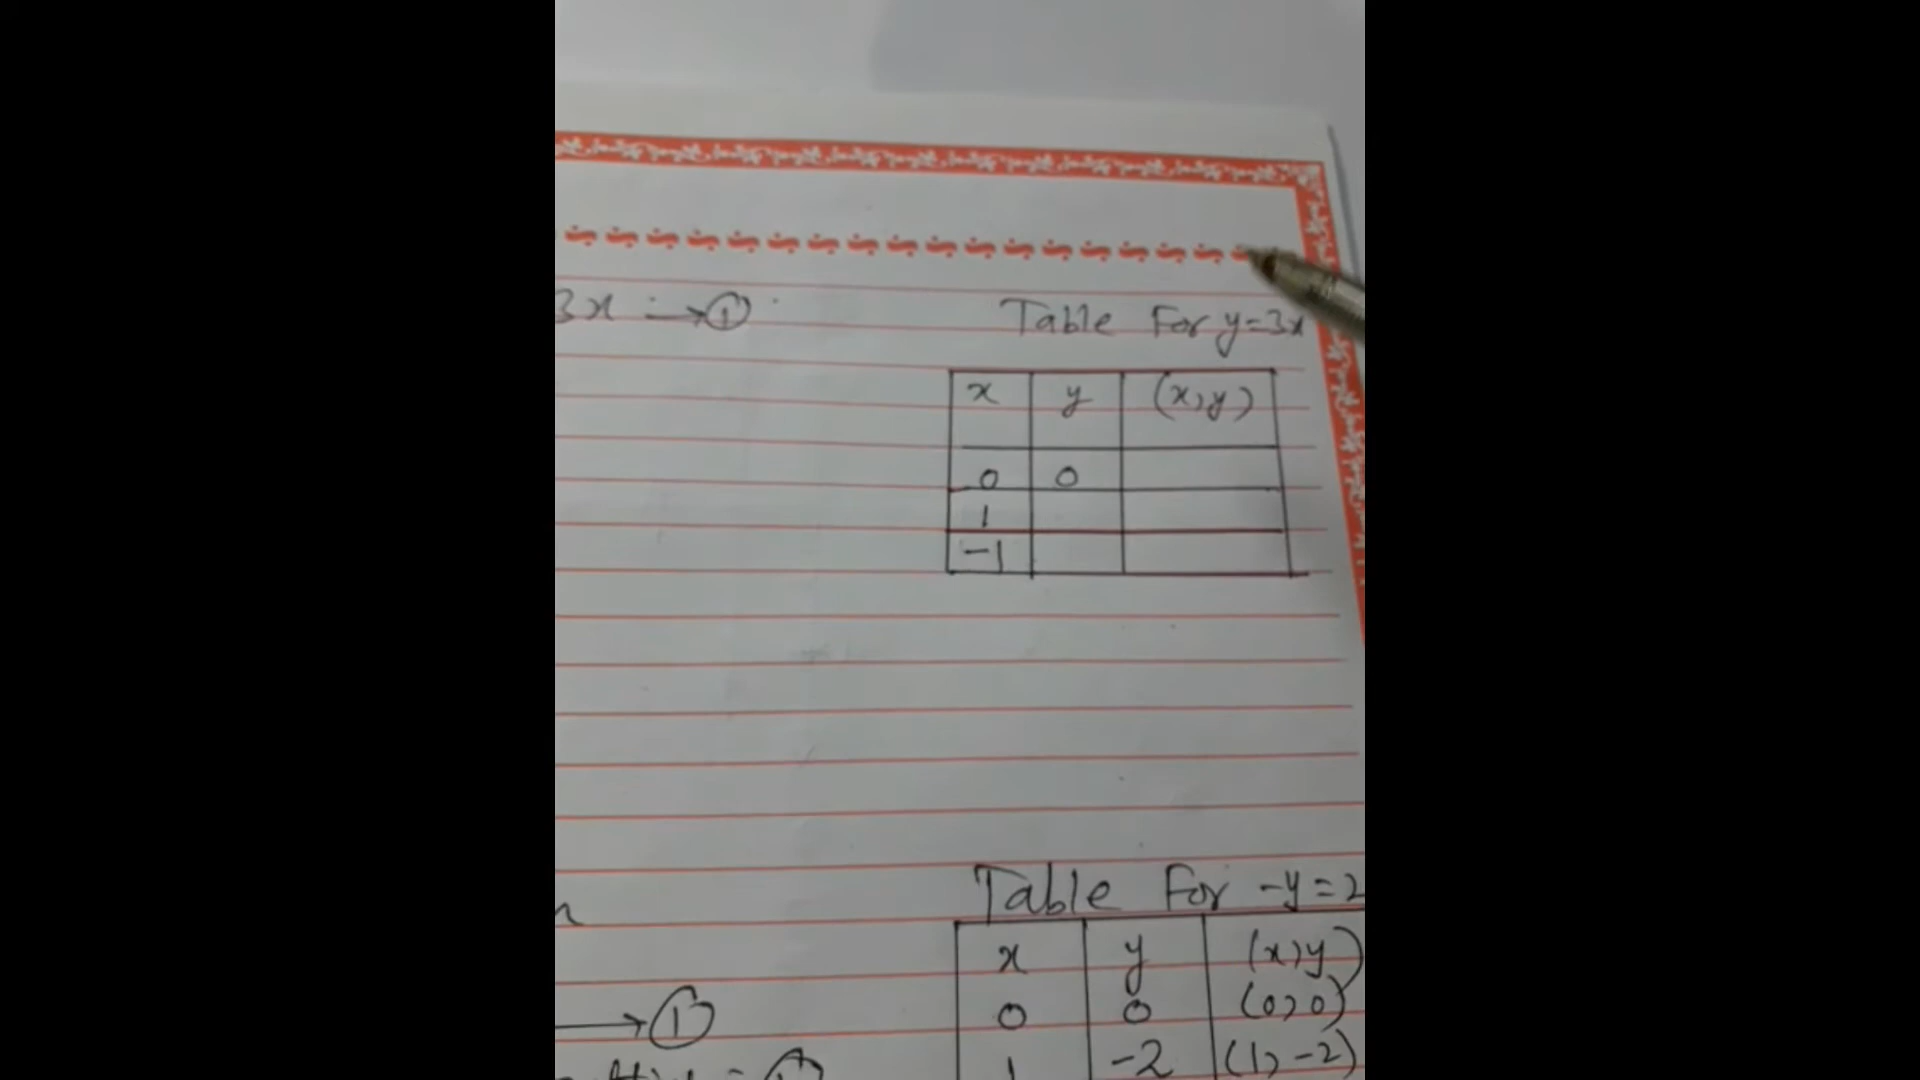 3x → ①
Table For y=3x
x y (x,y)
0 0
1
-1
Table For -y=2
x y (x,y)
0 0 (0,0)
→ ①
1 -2 (1,-2)